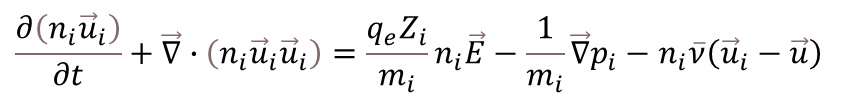 ∂(n_i u⃗_i)/∂t + ∇⃗ · (n_i u⃗_i u⃗_i) = (q_e Z_i / m_i) n_i E⃗ − (1/m_i) ∇⃗p_i − n_i ν̄(u⃗_i − u⃗)